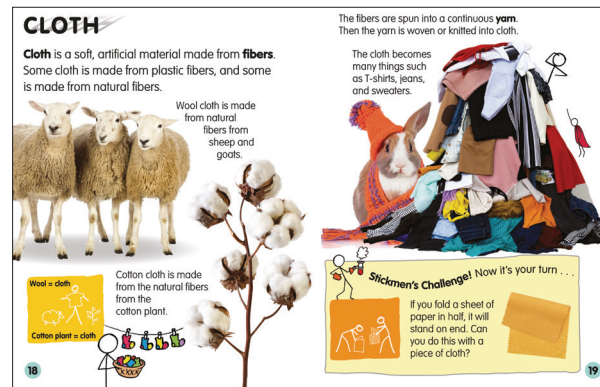 CLOTH
Cloth is a soft, artificial material made from fibers.
Some cloth is made from plastic fibers, and some
is made from natural fibers.
Wool cloth is made
from natural
fibers from
sheep and
goats.
Cotton cloth is made
from the natural fibers
from the
cotton plant.
Wool = cloth
Cotton plant = cloth
18
The fibers are spun into a continuous yarn.
Then the yarn is woven or knitted into cloth.
The cloth becomes
many things such
as T-shirts, jeans,
and sweaters.
Stickmen's Challenge! Now it's your turn . . .
If you fold a sheet of
paper in half, it will
stand on end. Can
you do this with a
piece of cloth?
19